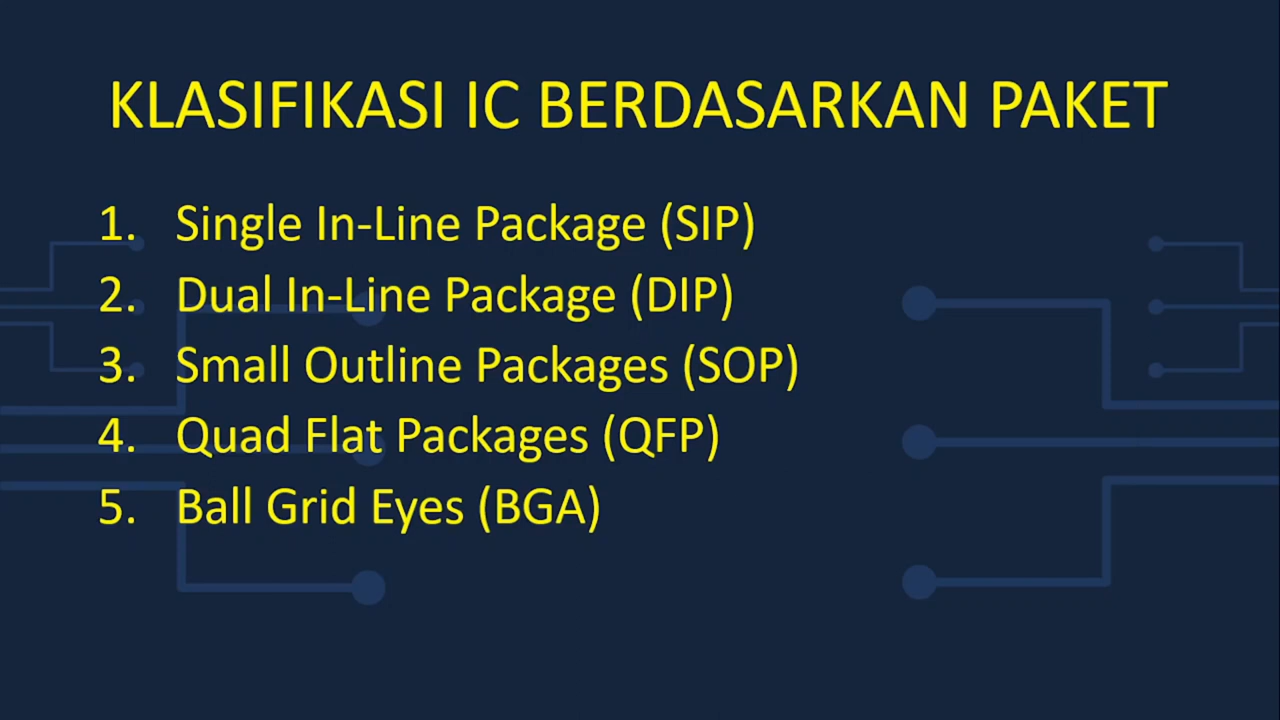 KLASIFIKASI IC BERDASARKAN PAKET
1. Single In-Line Package (SIP)
2. Dual In-Line Package (DIP)
3. Small Outline Packages (SOP)
4. Quad Flat Packages (QFP)
5. Ball Grid Eyes (BGA)